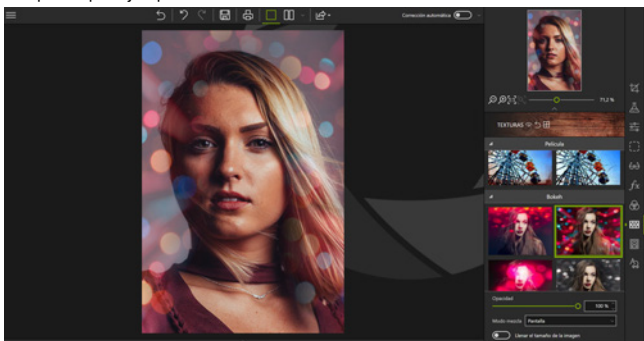 Corrección automática
71,2 %
TEXTURAS
Película
Bokeh
Opacidad
100 %
Modo mezcla
Pantalla
Llenar el tamaño de la imagen